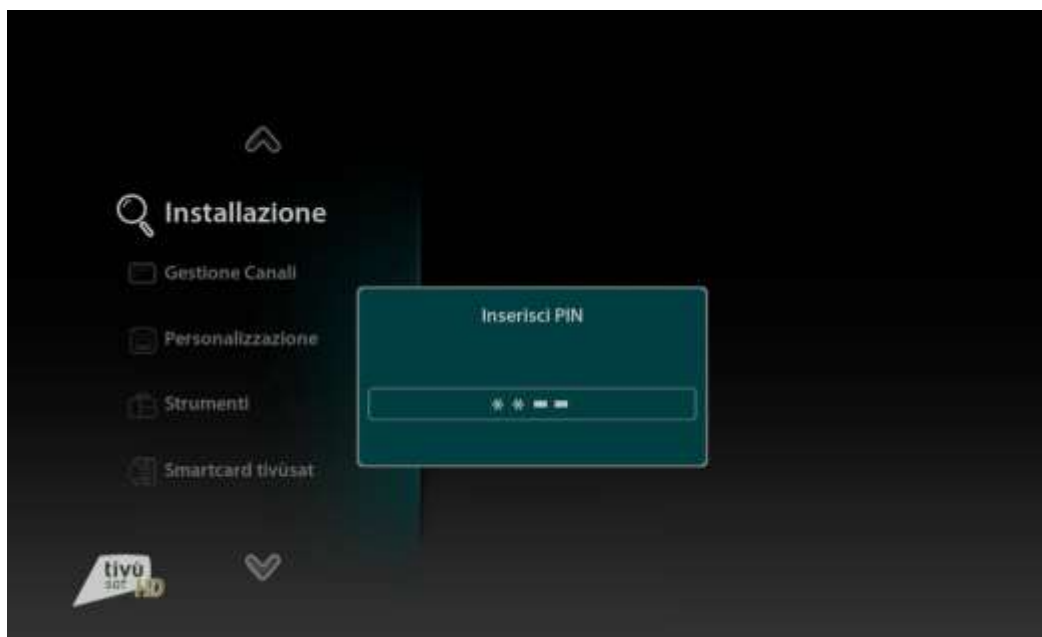 Installazione
Gestione Canali
Personalizzazione
Strumenti
Smartcard tivùsat
Inserisci PIN
**--
tivù
sat HD